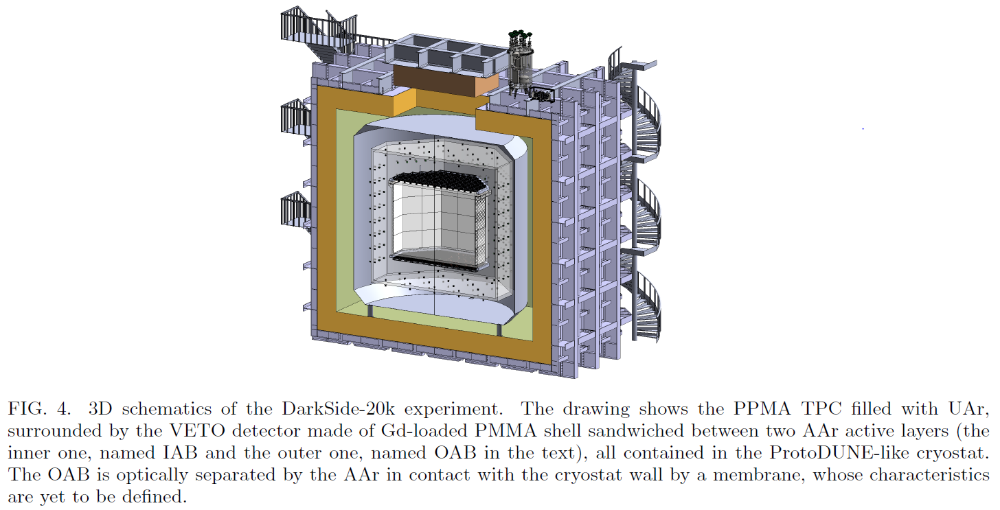 FIG. 4. 3D schematics of the DarkSide-20k experiment. The drawing shows the PPMA TPC filled with UAr,
surrounded by the VETO detector made of Gd-loaded PMMA shell sandwiched between two AAr active layers (the
inner one, named IAB and the outer one, named OAB in the text), all contained in the ProtoDUNE-like cryostat.
The OAB is optically separated by the AAr in contact with the cryostat wall by a membrane, whose characteristics
are yet to be defined.